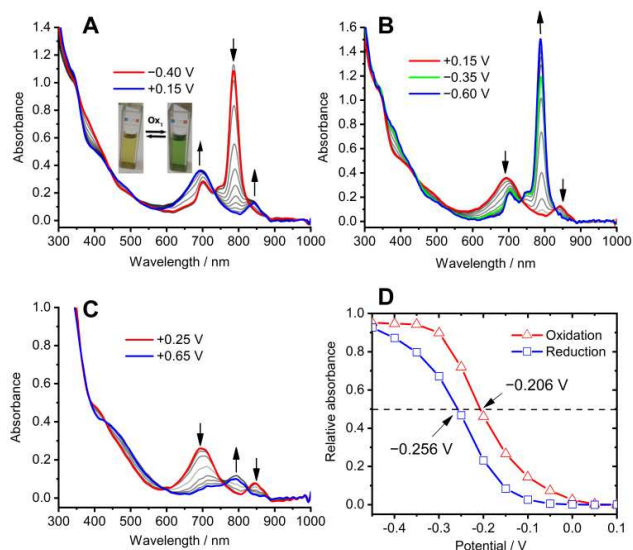 A
−0.40 V
+0.15 V
Ox₁
1.4
1.2
1.0
0.8
0.6
0.4
0.2
0.0
Absorbance
300 400 500 600 700 800 900 1000
Wavelength / nm
B
+0.15 V
−0.35 V
−0.60 V
1.6
1.4
1.2
1.0
0.8
0.6
0.4
0.2
0.0
Absorbance
300 400 500 600 700 800 900 1000
Wavelength / nm
C
+0.25 V
+0.65 V
1.0
0.8
0.6
0.4
0.2
0.0
Absorbance
300 400 500 600 700 800 900 1000
Wavelength / nm
D
Oxidation
Reduction
−0.206 V
−0.256 V
1.0
0.8
0.6
0.4
0.2
0.0
Relative absorbance
-0.4 -0.3 -0.2 -0.1 0.0 0.1
Potential / V